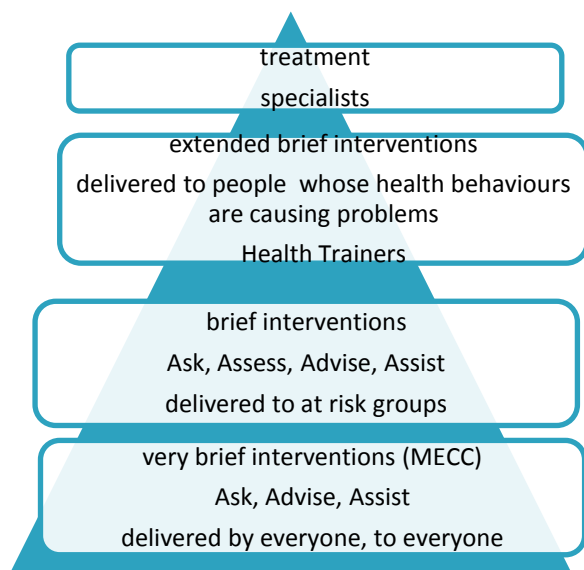 treatment
specialists
extended brief interventions
delivered to people whose health behaviours
are causing problems
Health Trainers
brief interventions
Ask, Assess, Advise, Assist
delivered to at risk groups
very brief interventions (MECC)
Ask, Advise, Assist
delivered by everyone, to everyone